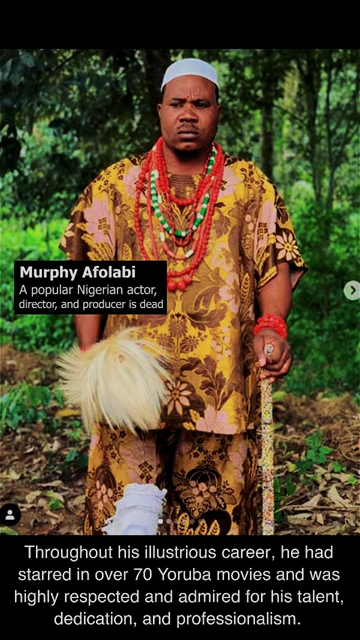 Murphy Afolabi
A popular Nigerian actor,
director, and producer is dead
Throughout his illustrious career, he had
starred in over 70 Yoruba movies and was
highly respected and admired for his talent,
dedication, and professionalism.